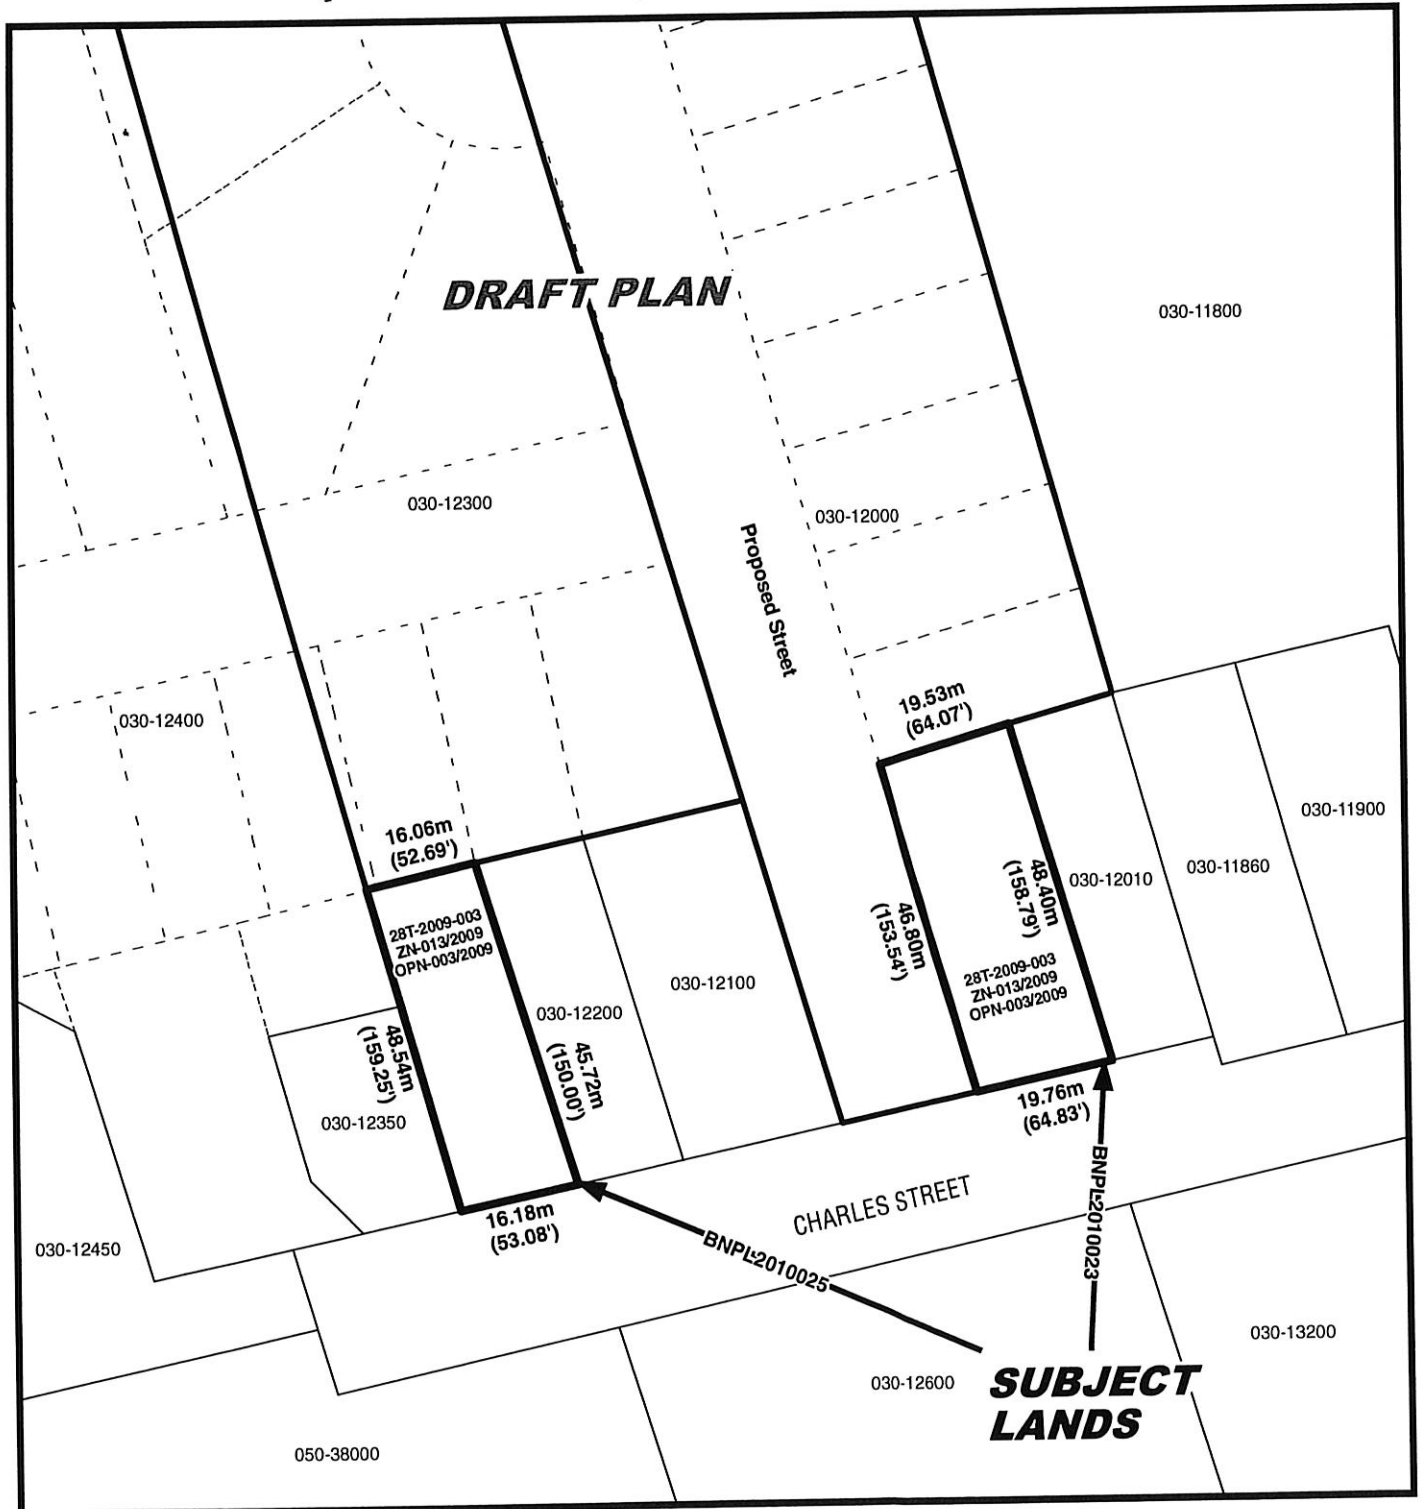 DRAFT PLAN
030-11800
030-12300
030-12000
Proposed Street
19.53m
(64.07')
030-12400
030-11900
16.06m
(52.69')
48.40m
(158.79')
030-12010
030-11860
28T-2009-003
ZN-013/2009
OPN-003/2009
46.80m
(153.54')
28T-2009-003
ZN-013/2009
OPN-003/2009
030-12100
030-12200
48.54m
(159.25')
45.72m
(150.00')
030-12350
19.76m
(64.83')
CHARLES STREET
16.18m
(53.08')
030-12450
BNPL2010025
BNPL2010023
030-13200
030-12600
SUBJECT
LANDS
050-38000